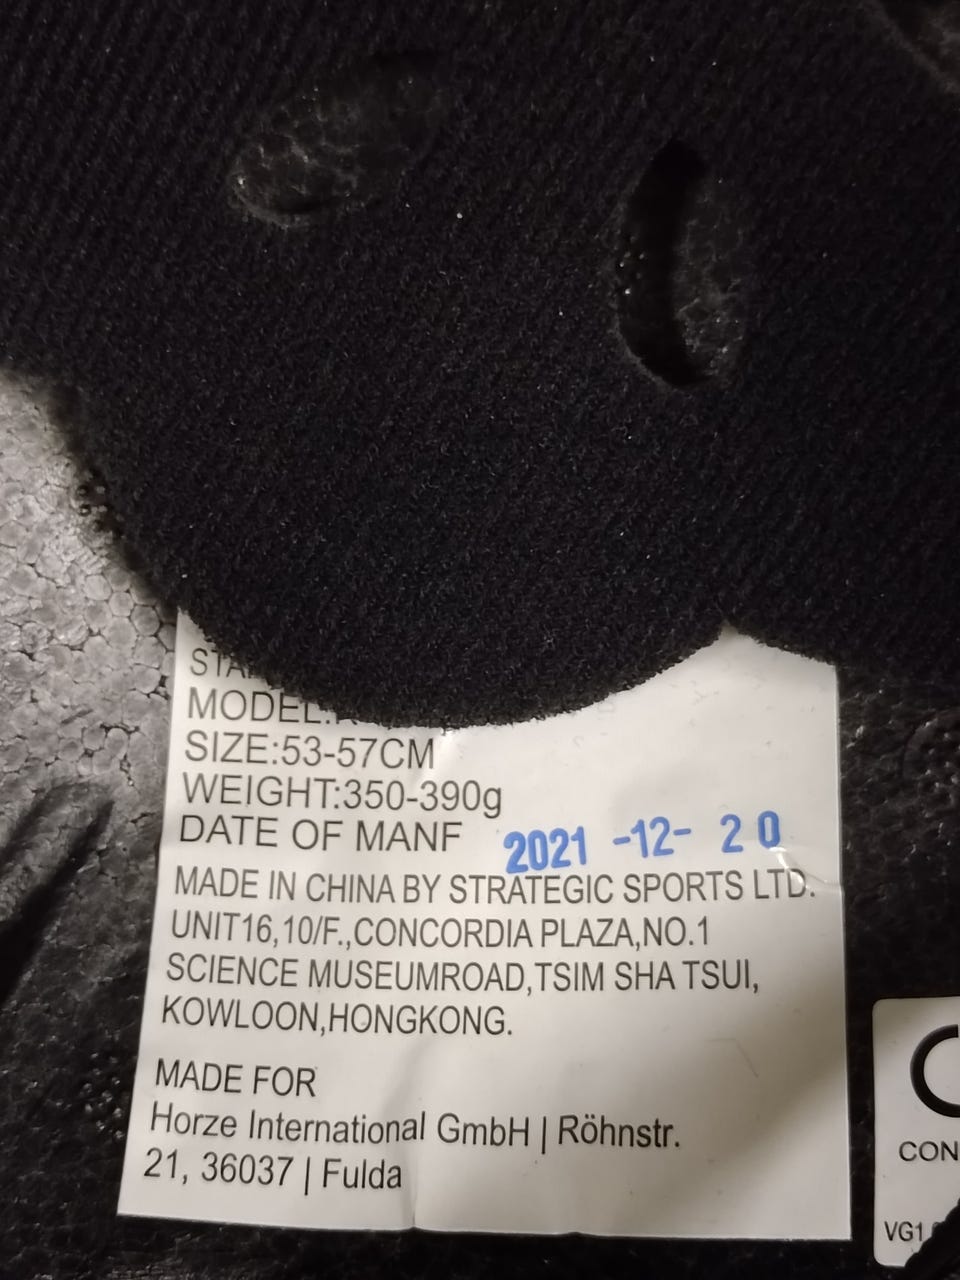 MODEL:
SIZE:53-57CM
WEIGHT:350-390g
DATE OF MANF 2021 -12- 20
MADE IN CHINA BY STRATEGIC SPORTS LTD.
UNIT16,10/F.,CONCORDIA PLAZA,NO.1
SCIENCE MUSEUMROAD,TSIM SHA TSUI,
KOWLOON,HONGKONG.
MADE FOR
Horze International GmbH | Röhnstr.
21, 36037 | Fulda
CON
VG1